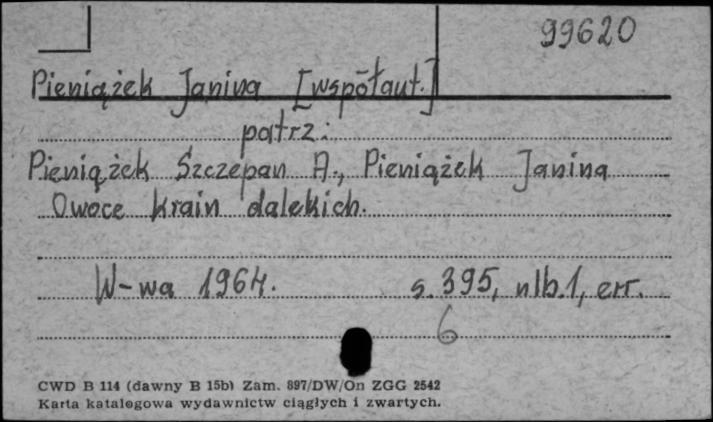 99620
Pieniążek Janina [współaut.]
patrz:
Pieniążek Szczepan A., Pieniążek Janina
Owoce krain dalekich.
W-wa 1964. s. 395, nlb. 1, err.
6
CWD B 114 (dawny B 15b) Zam. 897/DW/On ZGG 2542
Karta katalogowa wydawnictw ciągłych i zwartych.